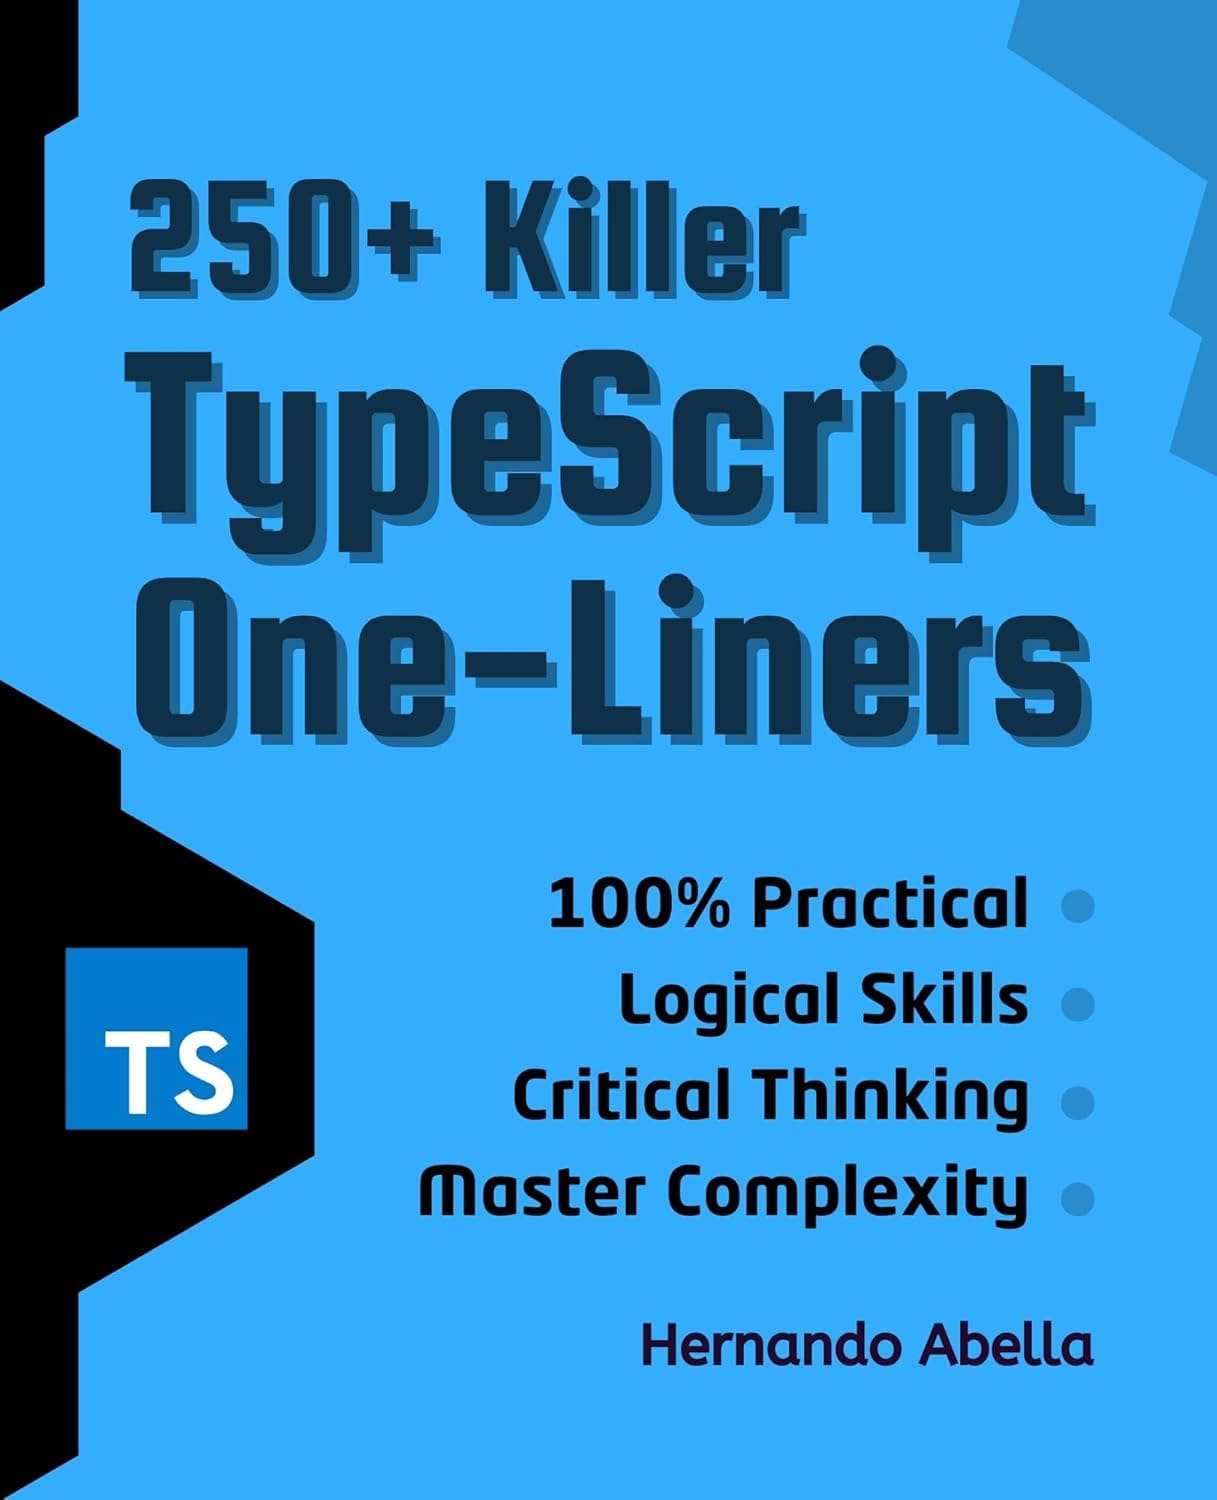 250+ Killer
TypeScript
One-Liners
100% Practical
Logical Skills
Critical Thinking
Master Complexity
TS
Hernando Abella